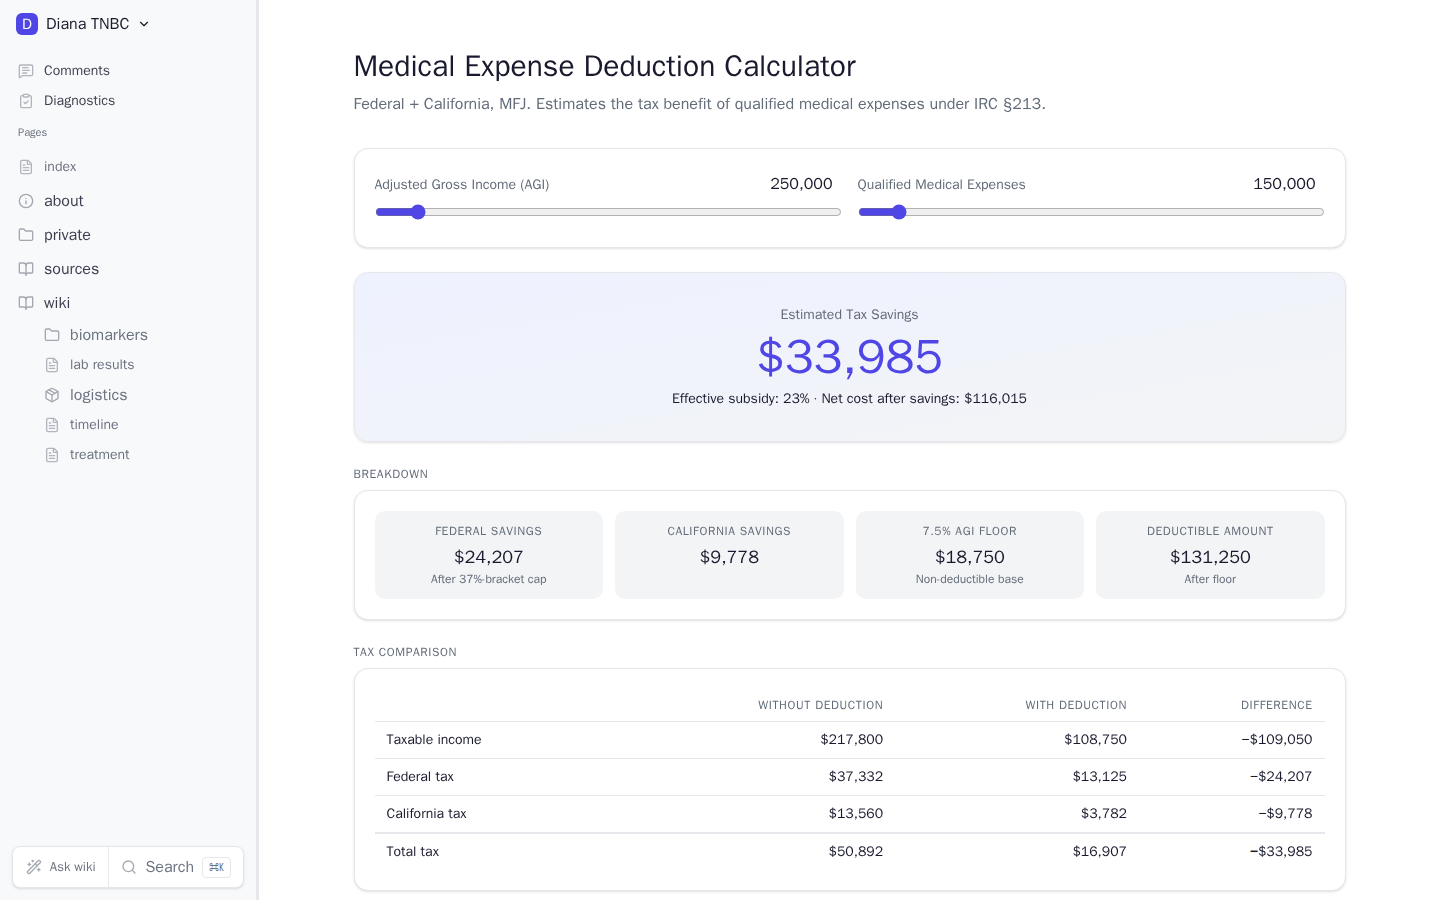 D Diana TNBC
Comments
Diagnostics
Pages
index
about
private
sources
wiki
biomarkers
lab results
logistics
timeline
treatment
Ask wiki
Search ⌘K
Medical Expense Deduction Calculator
Federal + California, MFJ. Estimates the tax benefit of qualified medical expenses under IRC §213.
Adjusted Gross Income (AGI) 250,000
Qualified Medical Expenses 150,000
Estimated Tax Savings
$33,985
Effective subsidy: 23% · Net cost after savings: $116,015
BREAKDOWN
FEDERAL SAVINGS
$24,207
After 37%-bracket cap
CALIFORNIA SAVINGS
$9,778
7.5% AGI FLOOR
$18,750
Non-deductible base
DEDUCTIBLE AMOUNT
$131,250
After floor
TAX COMPARISON
WITHOUT DEDUCTION WITH DEDUCTION DIFFERENCE
Taxable income $217,800 $108,750 −$109,050
Federal tax $37,332 $13,125 −$24,207
California tax $13,560 $3,782 −$9,778
Total tax $50,892 $16,907 −$33,985